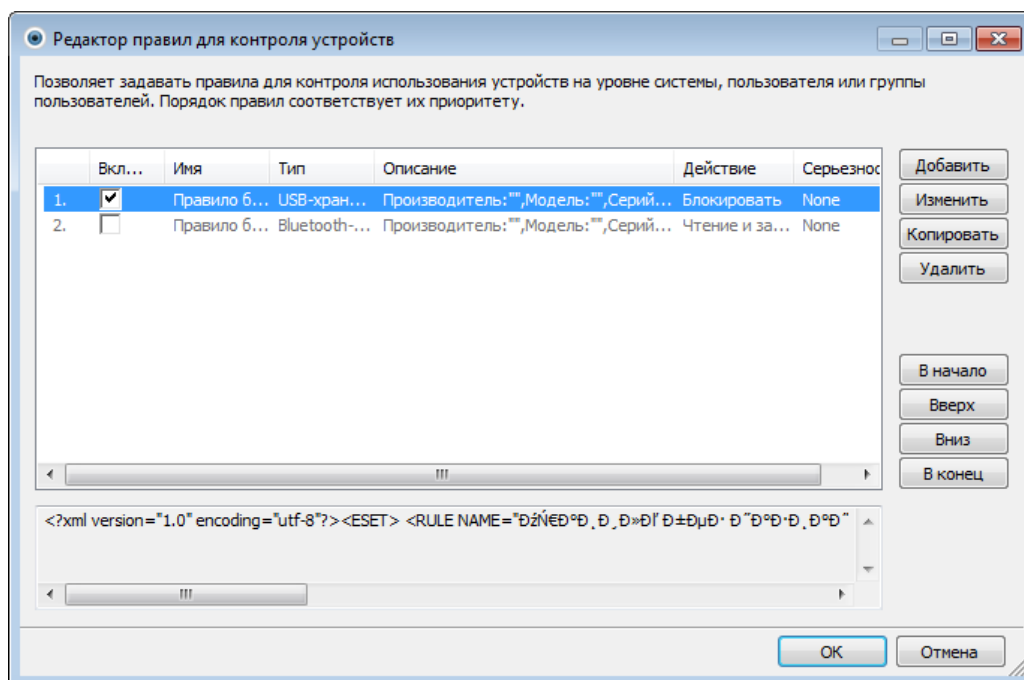 Редактор правил для контроля устройств
Позволяет задавать правила для контроля использования устройств на уровне системы, пользователя или группы
пользователей. Порядок правил соответствует их приоритету.
Вкл... Имя Тип Описание Действие Серьезнос
1. Правило б... USB-хран... Производитель:"",Модель:"",Серий... Блокировать None
2. Правило б... Bluetooth-... Производитель:"",Модель:"",Серий... Чтение и за... None
Добавить
Изменить
Копировать
Удалить
В начало
Вверх
Вниз
В конец
<?xml version="1.0" encoding="utf-8"?><ESET> <RULE NAME="
OK
Отмена